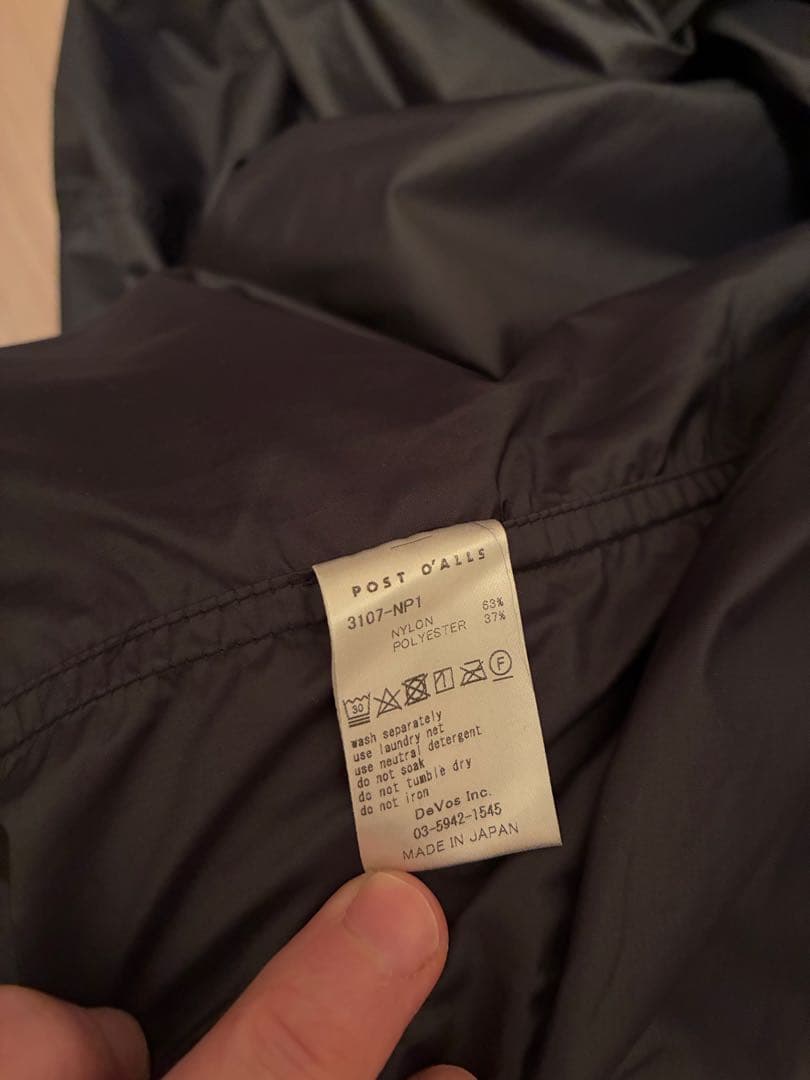 POST O'ALLS
3107-NP1
NYLON 63%
POLYESTER 37%
30 F
wash separately
use laundry net
use neutral detergent
do not soak
do not tumble dry
do not iron
DeVos Inc.
03-5942-1545
MADE IN JAPAN